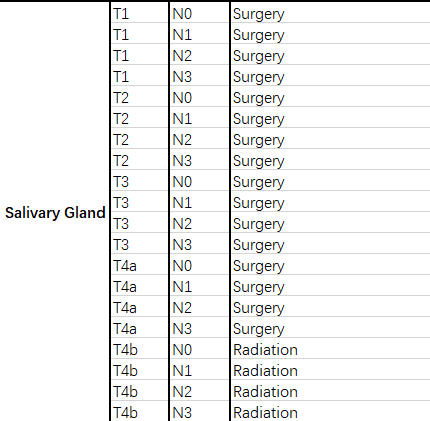 T1 N0 Surgery
T1 N1 Surgery
T1 N2 Surgery
T1 N3 Surgery
T2 N0 Surgery
T2 N1 Surgery
T2 N2 Surgery
T2 N3 Surgery
T3 N0 Surgery
Salivary Gland
T3 N1 Surgery
T3 N2 Surgery
T3 N3 Surgery
T4a N0 Surgery
T4a N1 Surgery
T4a N2 Surgery
T4a N3 Surgery
T4b N0 Radiation
T4b N1 Radiation
T4b N2 Radiation
T4b N3 Radiation